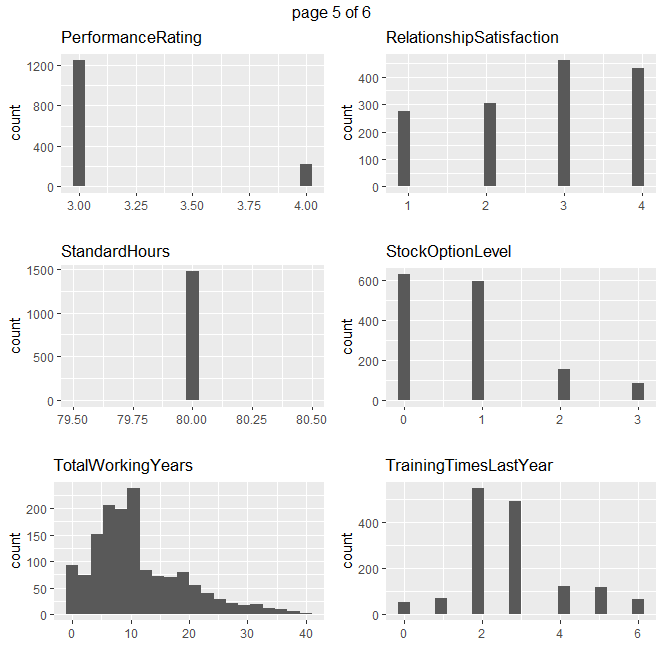 page 5 of 6
PerformanceRating
count
1200
800
400
0
3.00 3.25 3.50 3.75 4.00
RelationshipSatisfaction
count
400
300
200
100
0
1 2 3 4
StandardHours
count
1500
1000
500
0
79.50 79.75 80.00 80.25 80.50
StockOptionLevel
count
600
400
200
0
0 1 2 3
TotalWorkingYears
count
200
150
100
50
0
0 10 20 30 40
TrainingTimesLastYear
count
400
200
0
0 2 4 6